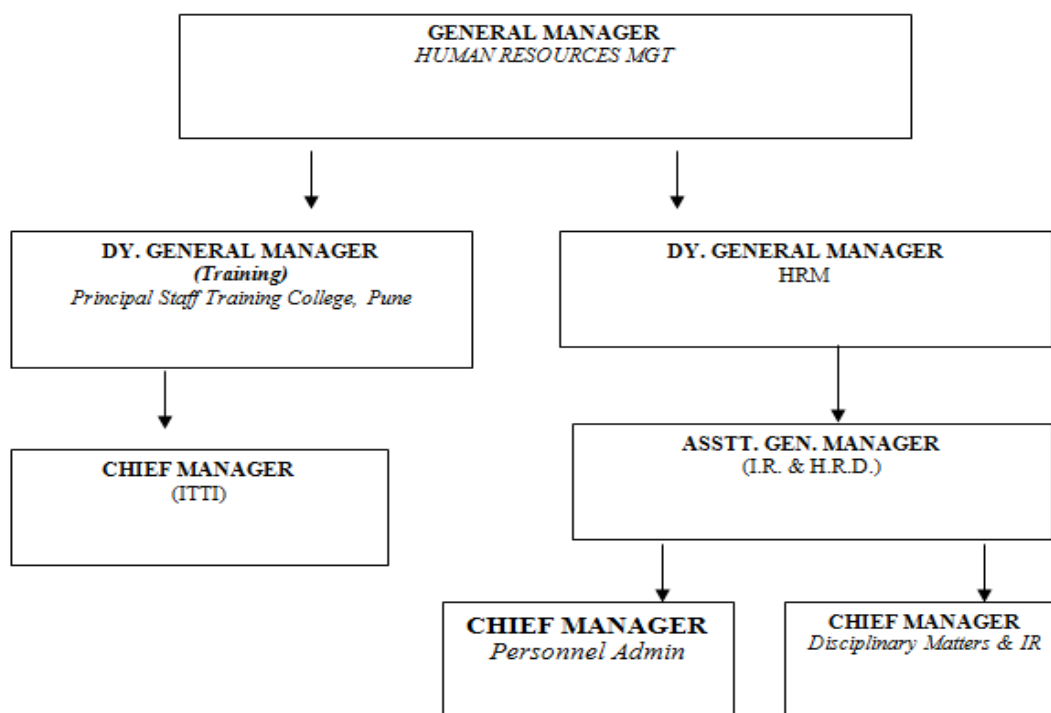 GENERAL MANAGER
HUMAN RESOURCES MGT
DY. GENERAL MANAGER
(Training)
Principal Staff Training College, Pune
DY. GENERAL MANAGER
HRM
CHIEF MANAGER
(ITTI)
ASSTT. GEN. MANAGER
(I.R. & H.R.D.)
CHIEF MANAGER
Personnel Admin
CHIEF MANAGER
Disciplinary Matters & IR